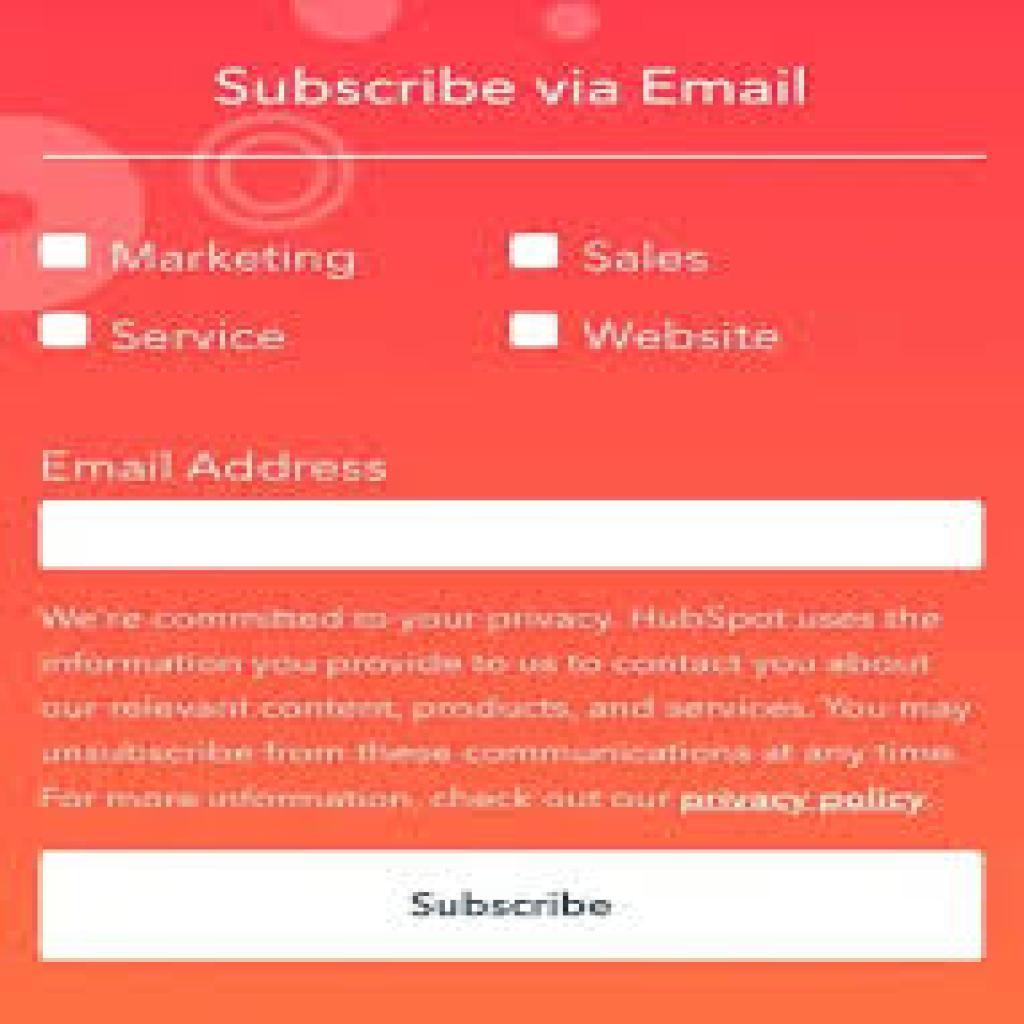 Subscribe via Email
Marketing
Sales
Service
Website
Email Address
We're committed to your privacy. HubSpot uses the
information you provide to us to contact you about
our relevant content, products, and services. You may
unsubscribe from these communications at any time.
For more information, check out our privacy policy.
Subscribe